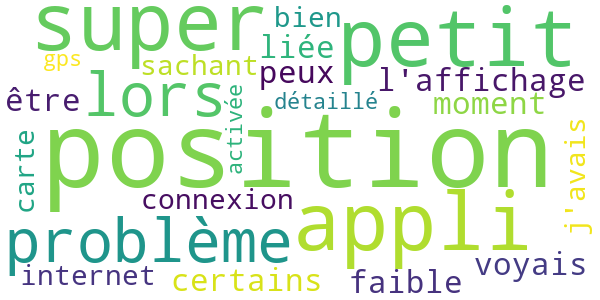 super petit bien
liée
gps sachant peux l'affichage
être lors activée détaillé moment
carte position j'avais
connexion
problème appli
voyais
internet certains faible